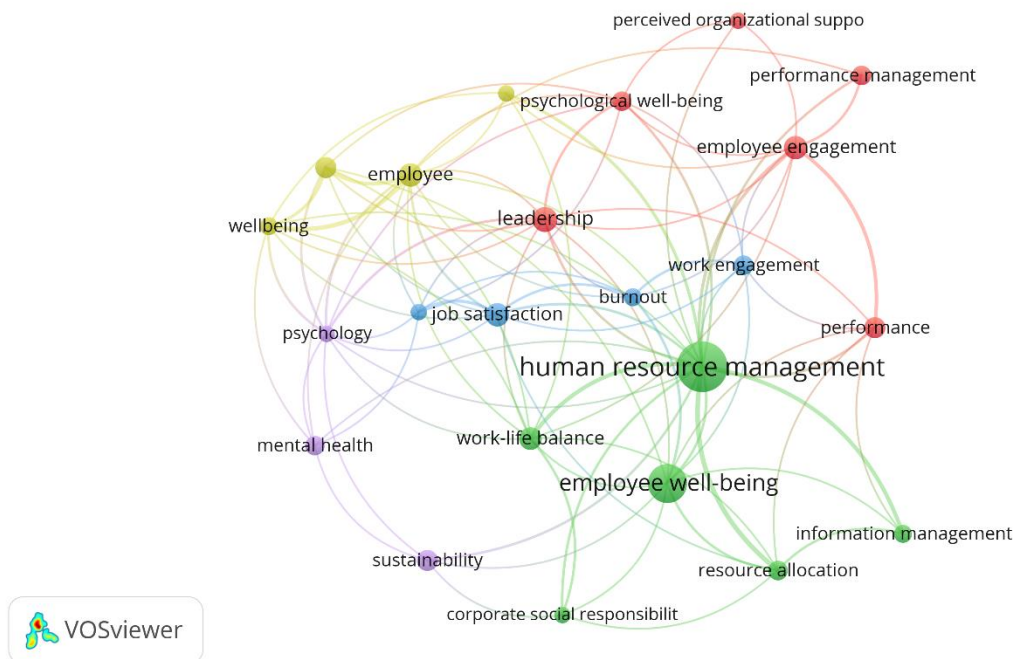 perceived organizational suppo
performance management
psychological well-being
employee engagement
employee
leadership
wellbeing
work engagement
burnout
job satisfaction
psychology
performance
human resource management
work-life balance
mental health
employee well-being
information management
sustainability
resource allocation
corporate social responsibilit
VOSviewer